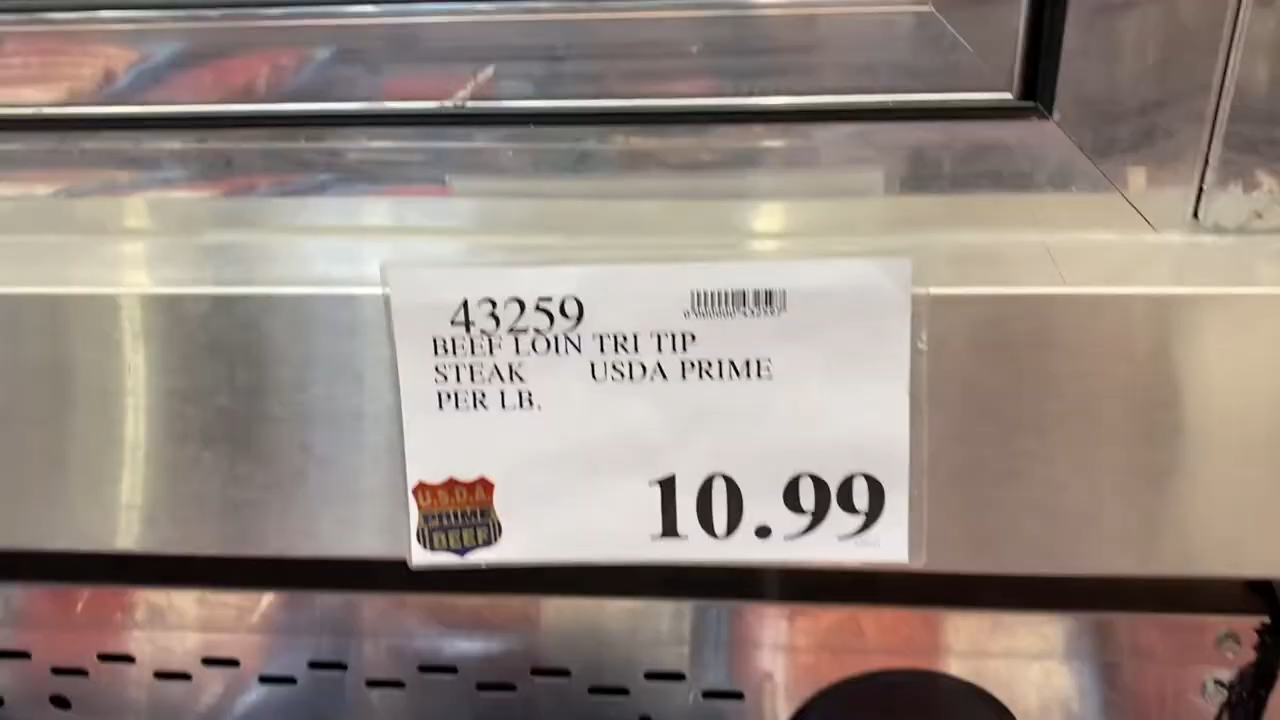 43259
BEEF LOIN TRI TIP
STEAK USDA PRIME
PER LB.
10.99
U.S.D.A.
PRIME
BEEF